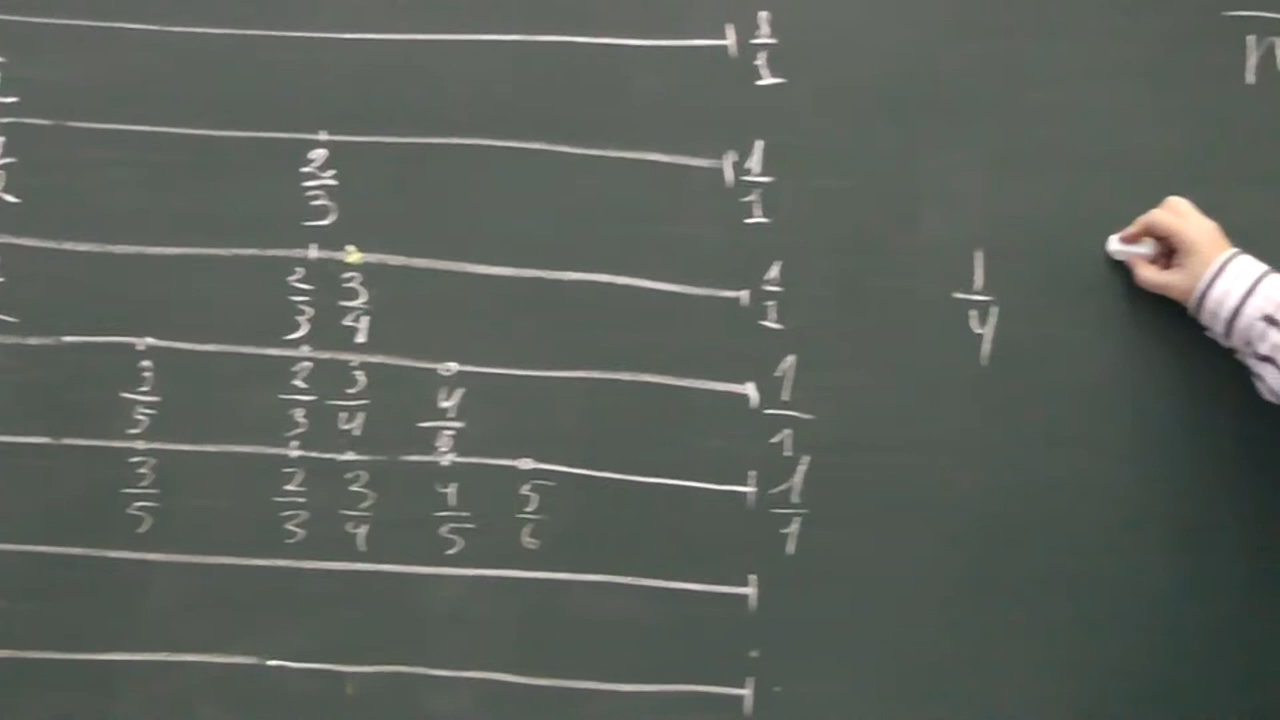 1/1
2/3 1/1
2/3 3/4 1/1
3/5 2/3 3/4 4/5 1/1
3/5 2/3 3/4 4/5 5/6 1/1
1/4